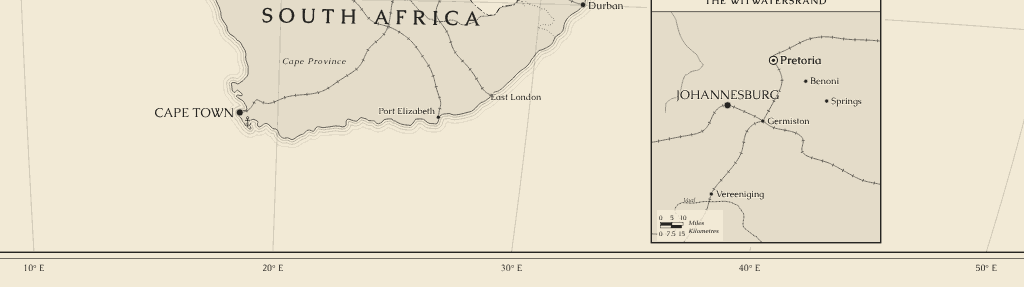 THE WITWATERSRAND
Durban
SOUTH AFRICA
Cape Province
Pretoria
Benoni
JOHANNESBURG
Springs
East London
Port Elizabeth
CAPE TOWN
Germiston
Vereeniging
Vaal
0 5 10
Miles
Kilometres
0 7.5 15
10° E
20° E
30° E
40° E
50° E